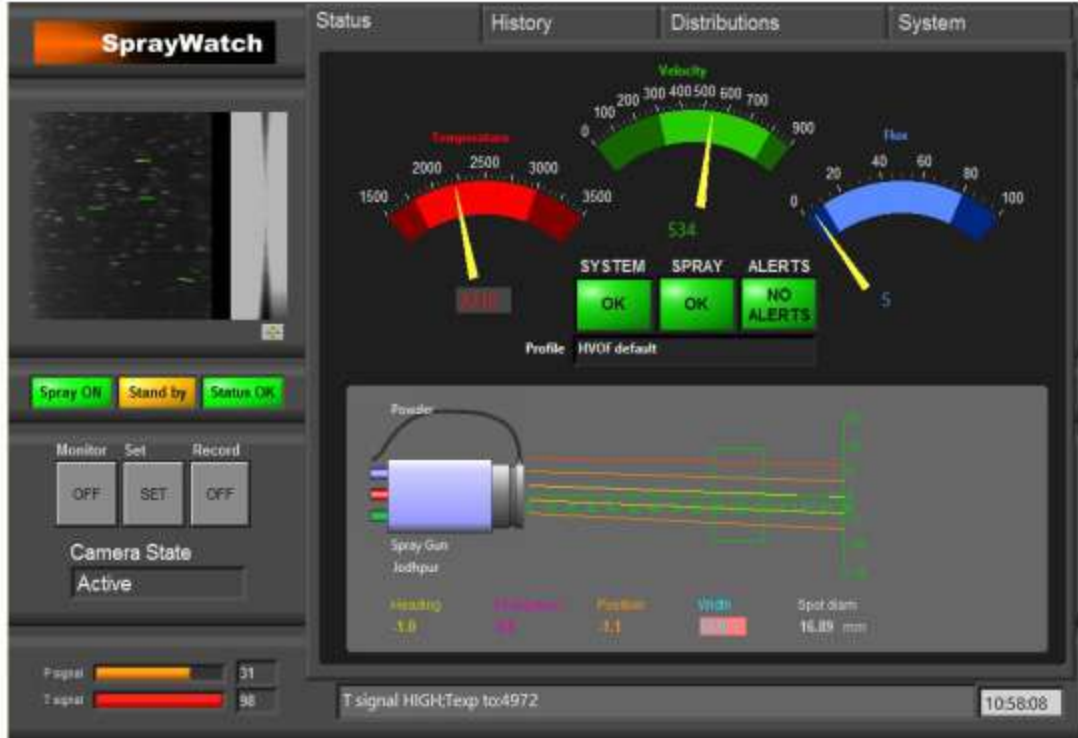 SprayWatch
Status History Distributions System
Velocity
0 100 200 300 400 500 600 700 900
Temperature
1500 2000 2500 3000 3500
Flux
0 20 40 60 80 100
534
5
SYSTEM SPRAY ALERTS
OK OK NO ALERTS
Profile HVOF default
Spray ON Stand by Status OK
Monitor Set Record
OFF SET OFF
Camera State
Active
Powder
Spray Gun
Jodhpur
Heading Position Width Spot diam
-1.0 -1.1 16.89 mm
P signal 31
T signal 98
T signal HIGH;Texp to:4972
10:58:08